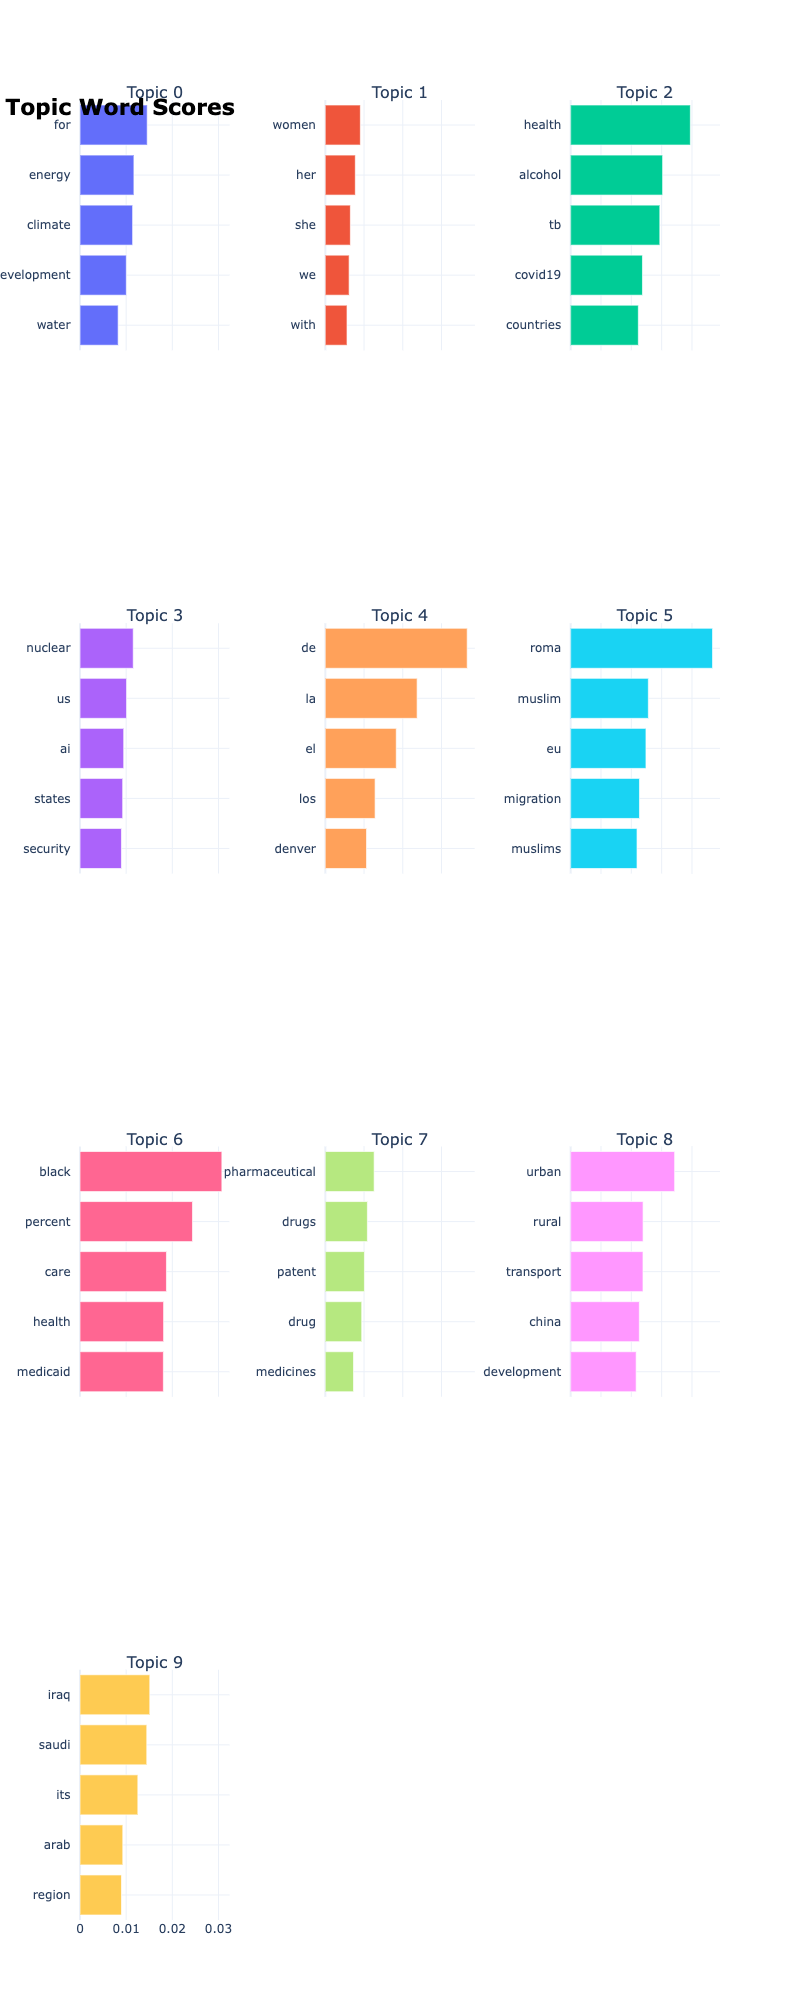 Topic Word Scores
Topic 0
for
energy
climate
evelopment
water
Topic 1
women
her
she
we
with
Topic 2
health
alcohol
tb
covid19
countries
Topic 3
nuclear
us
ai
states
security
Topic 4
de
la
el
los
denver
Topic 5
roma
muslim
eu
migration
muslims
Topic 6
black
percent
care
health
medicaid
Topic 7
pharmaceutical
drugs
patent
drug
medicines
Topic 8
urban
rural
transport
china
development
Topic 9
iraq
saudi
its
arab
region
0 0.01 0.02 0.03